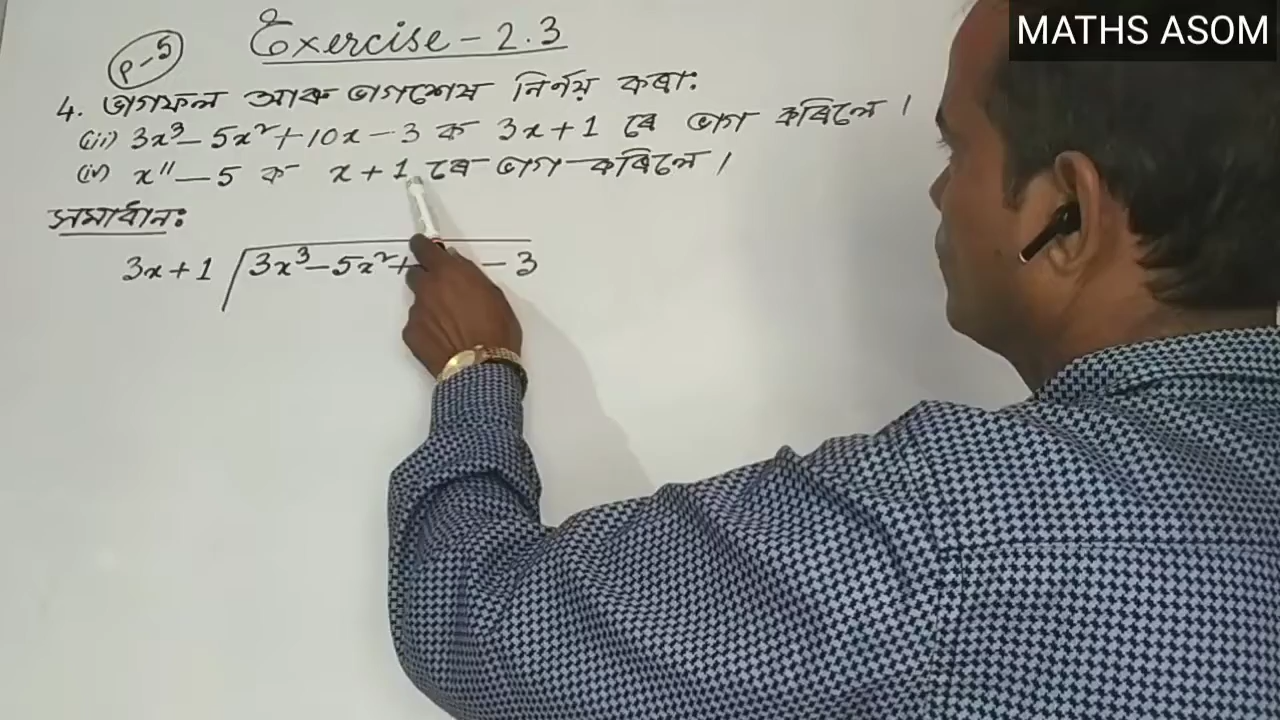 MATHS ASOM
P-5
Exercise - 2.3
4. ভাগফল আৰু ভাগশেষ নিৰ্ণয় কৰা:
(iii) 3x³ - 5x² + 10x - 3 ক 3x + 1 ৰে ভাগ কৰিলে।
(iv) x¹¹ - 5 ক x + 1 ৰে ভাগ কৰিলে।
সমাধান:
3x + 1 3x³ - 5x² + - 3